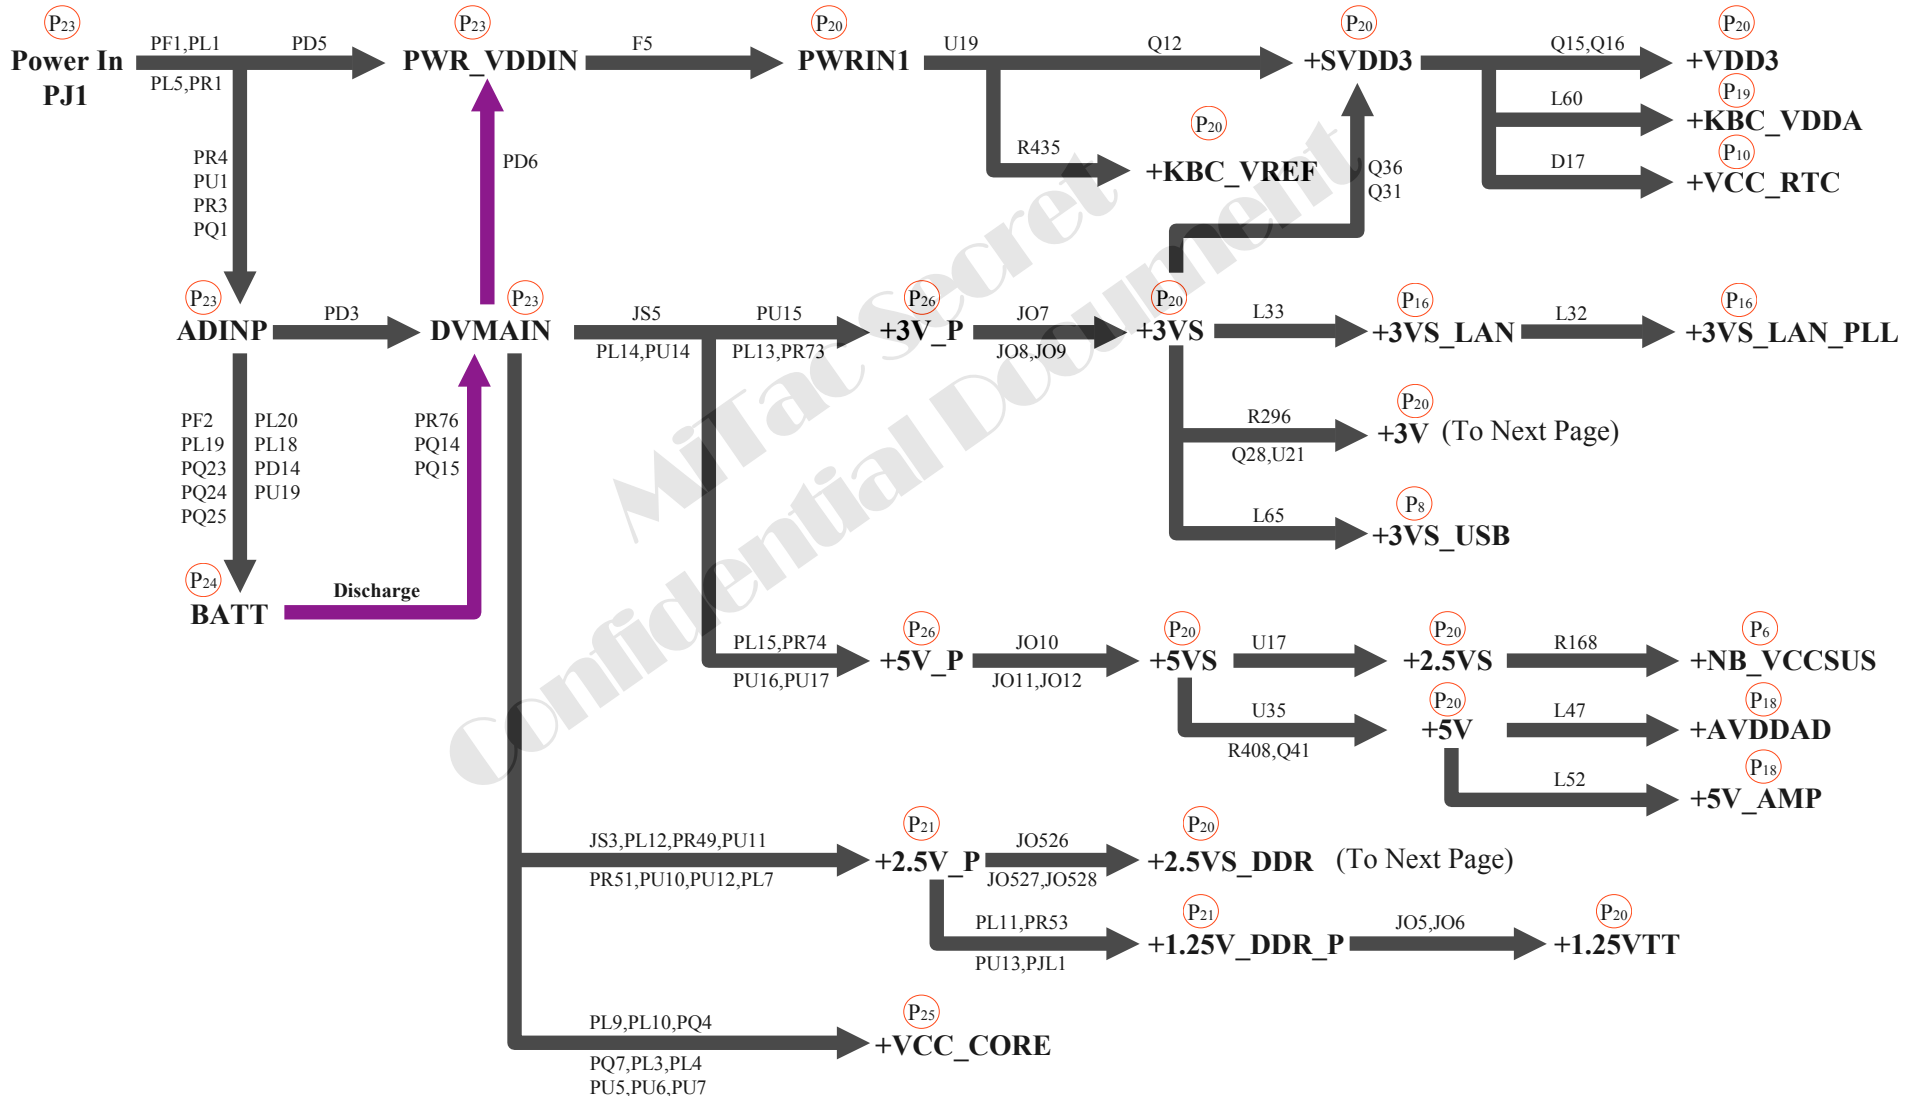 P23
P23
P20
P20
P20
PF1,PL1
PD5
F5
U19
Q12
Q15,Q16
Power In
PJ1
PWR_VDDIN
PWRIN1
+SVDD3
+VDD3
PL5,PR1
P19
L60
+KBC_VDDA
P20
R435
+KBC_VREF
P10
D17
+VCC_RTC
PR4
PU1
PR3
PQ1
PD6
Q36
Q31
P23
P23
P26
P20
P16
P16
ADINP
PD3
DVMAIN
JS5
PL14,PU14
PU15
PL13,PR73
+3V_P
JO7
JO8,JO9
+3VS
L33
+3VS_LAN
L32
+3VS_LAN_PLL
PF2
PL19
PQ23
PQ24
PQ25
PL20
PL18
PD14
PU19
PR76
PQ14
PQ15
P20
R296
Q28,U21
+3V (To Next Page)
P8
L65
+3VS_USB
P24
BATT
Discharge
P26
P20
P20
P6
PL15,PR74
PU16,PU17
+5V_P
JO10
JO11,JO12
+5VS
U17
+2.5VS
R168
+NB_VCCSUS
P20
P18
U35
R408,Q41
+5V
L47
+AVDDAD
P18
L52
+5V_AMP
P21
P20
JS3,PL12,PR49,PU11
PR51,PU10,PU12,PL7
+2.5V_P
JO526
JO527,JO528
+2.5VS_DDR (To Next Page)
P21
P20
PL11,PR53
PU13,PJL1
+1.25V_DDR_P
JO5,JO6
+1.25VTT
P25
PL9,PL10,PQ4
+VCC_CORE
PQ7,PL3,PL4
PU5,PU6,PU7
MiTac Secret
Confidential Document